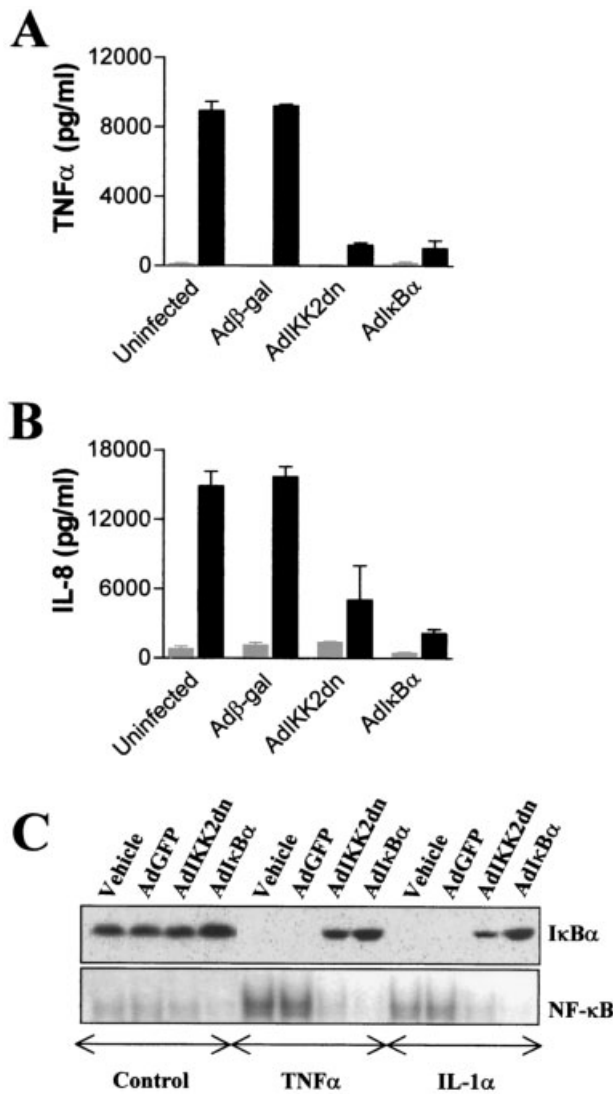 A
TNFα (pg/ml)
12000
8000
4000
0
Uninfected
Adβ-gal
AdIKK2dn
AdIκBα
B
IL-8 (pg/ml)
18000
12000
6000
0
Uninfected
Adβ-gal
AdIKK2dn
AdIκBα
C
Vehicle AdGFP AdIKK2dn AdIκBα Vehicle AdGFP AdIKK2dn AdIκBα Vehicle AdGFP AdIKK2dn AdIκBα
IκBα
NF-κB
Control TNFα IL-1α